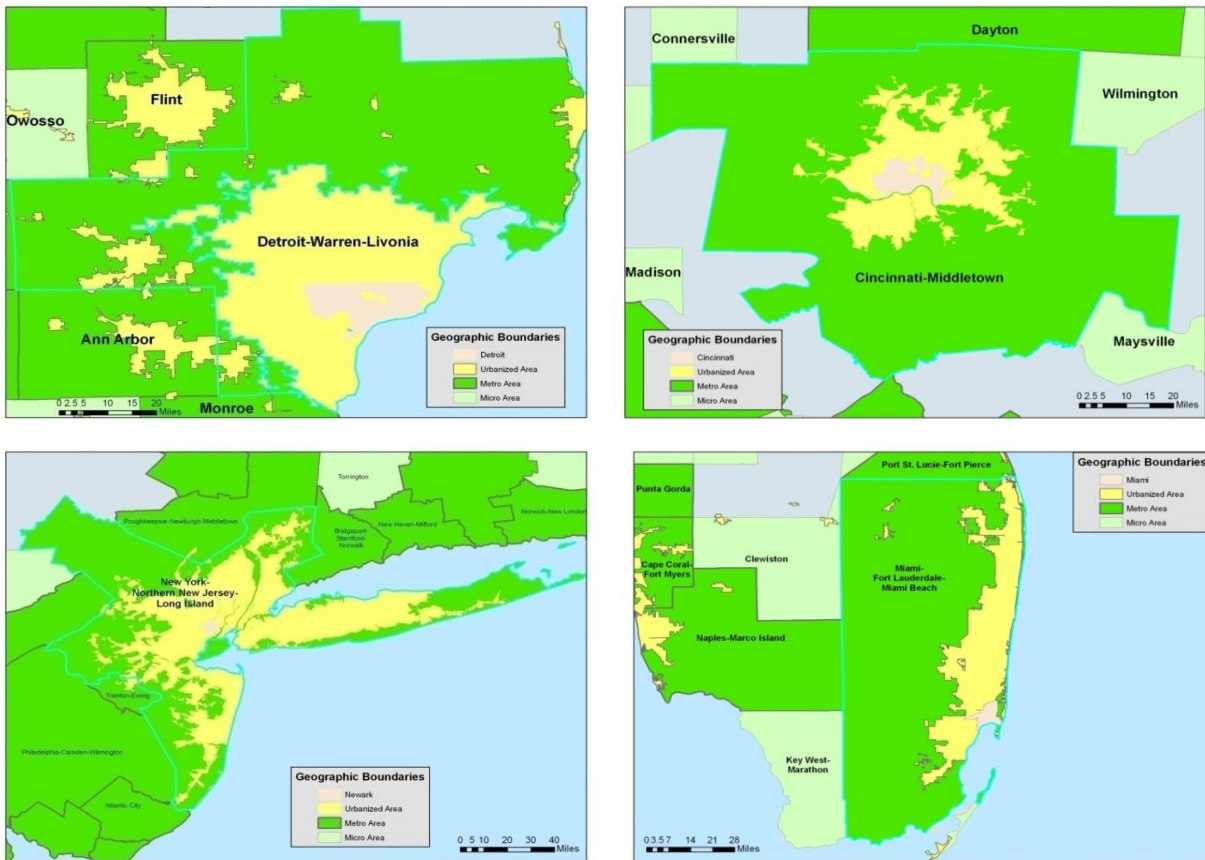 Flint
Owosso
Detroit-Warren-Livonia
Ann Arbor
Monroe
Geographic Boundaries
Detroit
Urbanized Area
Metro Area
Micro Area
0 2.5 5 10 15 20
Miles
Connersville
Dayton
Wilmington
Cincinnati-Middletown
Madison
Maysville
Geographic Boundaries
Cincinnati
Urbanized Area
Metro Area
Micro Area
0 2.5 5 10 15 20
Miles
Torrington
Poughkeepsie-Newburgh-Middletown
Bridgeport-
Stamford-
Norwalk
New Haven-Milford
Norwich-New London
New York-
Northern New Jersey-
Long Island
Trenton-Ewing
Philadelphia-Camden-Wilmington
Atlantic City
Geographic Boundaries
Newark
Urbanized Area
Metro Area
Micro Area
0 5 10 20 30 40
Miles
Port St. Lucie-Fort Pierce
Punta Gorda
Cape Coral-
Fort Myers
Clewiston
Miami-
Fort Lauderdale-
Miami Beach
Naples-Marco Island
Key West-
Marathon
Geographic Boundaries
Miami
Urbanized Area
Metro Area
Micro Area
0 3.5 7 14 21 28
Miles